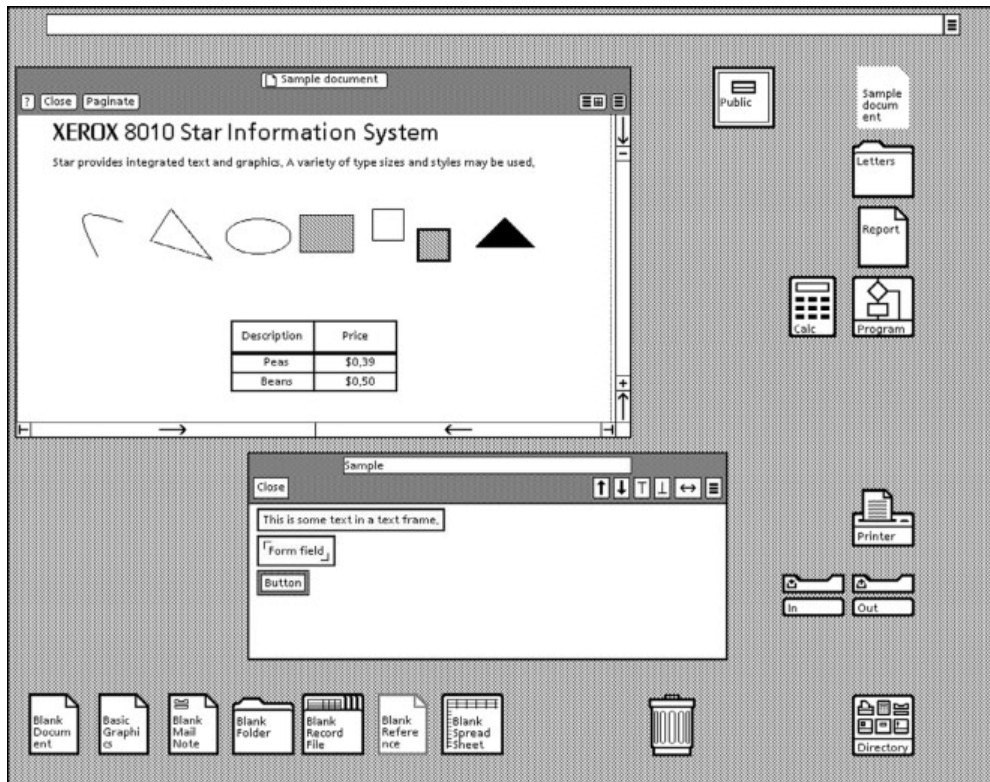 Sample document
? Close Paginate
XEROX 8010 Star Information System
Star provides integrated text and graphics. A variety of type sizes and styles may be used.
Description Price
Peas $0.39
Beans $0.50
Public
Sample
docum
ent
Letters
Report
Calc
Program
Sample
Close
This is some text in a text frame.
Form field
Button
Printer
In
Out
Blank
Docum
ent
Basic
Graphi
cs
Blank
Mail
Note
Blank
Folder
Blank
Record
File
Blank
Refere
nce
Blank
Spread
Sheet
Directory